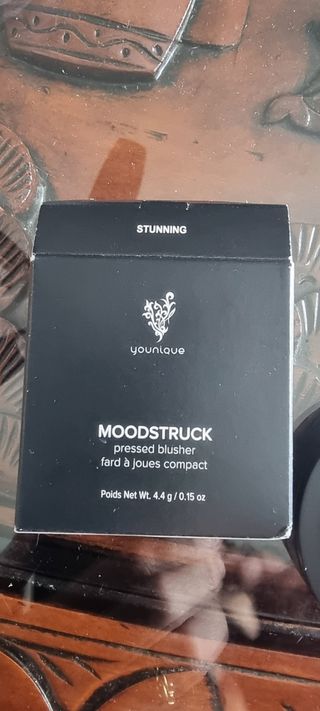 STUNNING
younique
MOODSTRUCK
pressed blusher
fard à joues compact
Poids Net Wt. 4.4 g / 0.15 oz